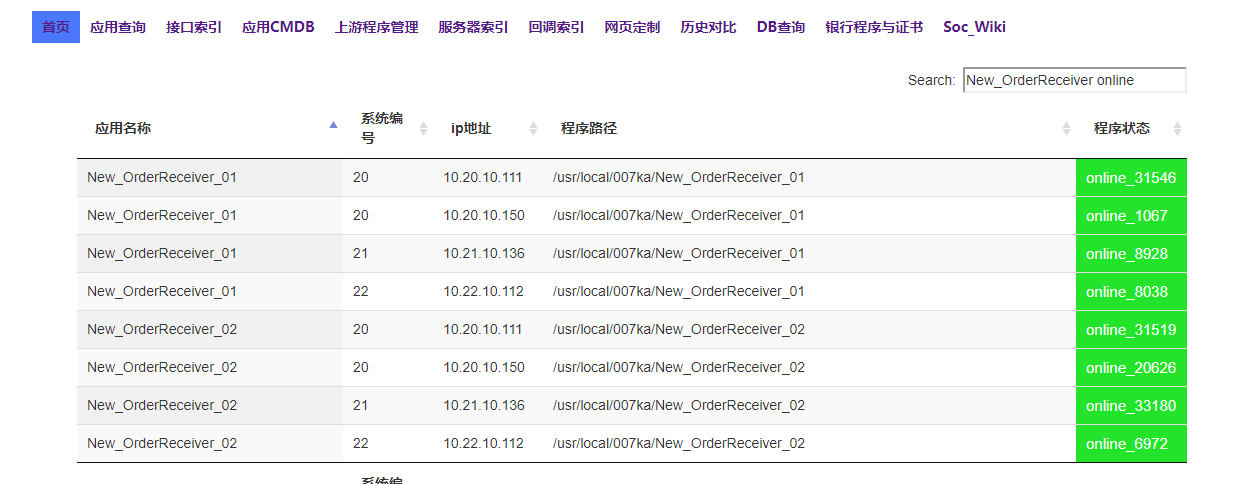 首页 应用查询 接口索引 应用CMDB 上游程序管理 服务器索引 回调索引 网页定制 历史对比 DB查询 银行程序与证书 Soc_Wiki
Search: New_OrderReceiver online
应用名称 系统编号 ip地址 程序路径 程序状态
New_OrderReceiver_01 20 10.20.10.111 /usr/local/007ka/New_OrderReceiver_01 online_31546
New_OrderReceiver_01 20 10.20.10.150 /usr/local/007ka/New_OrderReceiver_01 online_1067
New_OrderReceiver_01 21 10.21.10.136 /usr/local/007ka/New_OrderReceiver_01 online_8928
New_OrderReceiver_01 22 10.22.10.112 /usr/local/007ka/New_OrderReceiver_01 online_8038
New_OrderReceiver_02 20 10.20.10.111 /usr/local/007ka/New_OrderReceiver_02 online_31519
New_OrderReceiver_02 20 10.20.10.150 /usr/local/007ka/New_OrderReceiver_02 online_20626
New_OrderReceiver_02 21 10.21.10.136 /usr/local/007ka/New_OrderReceiver_02 online_33180
New_OrderReceiver_02 22 10.22.10.112 /usr/local/007ka/New_OrderReceiver_02 online_6972
系统编